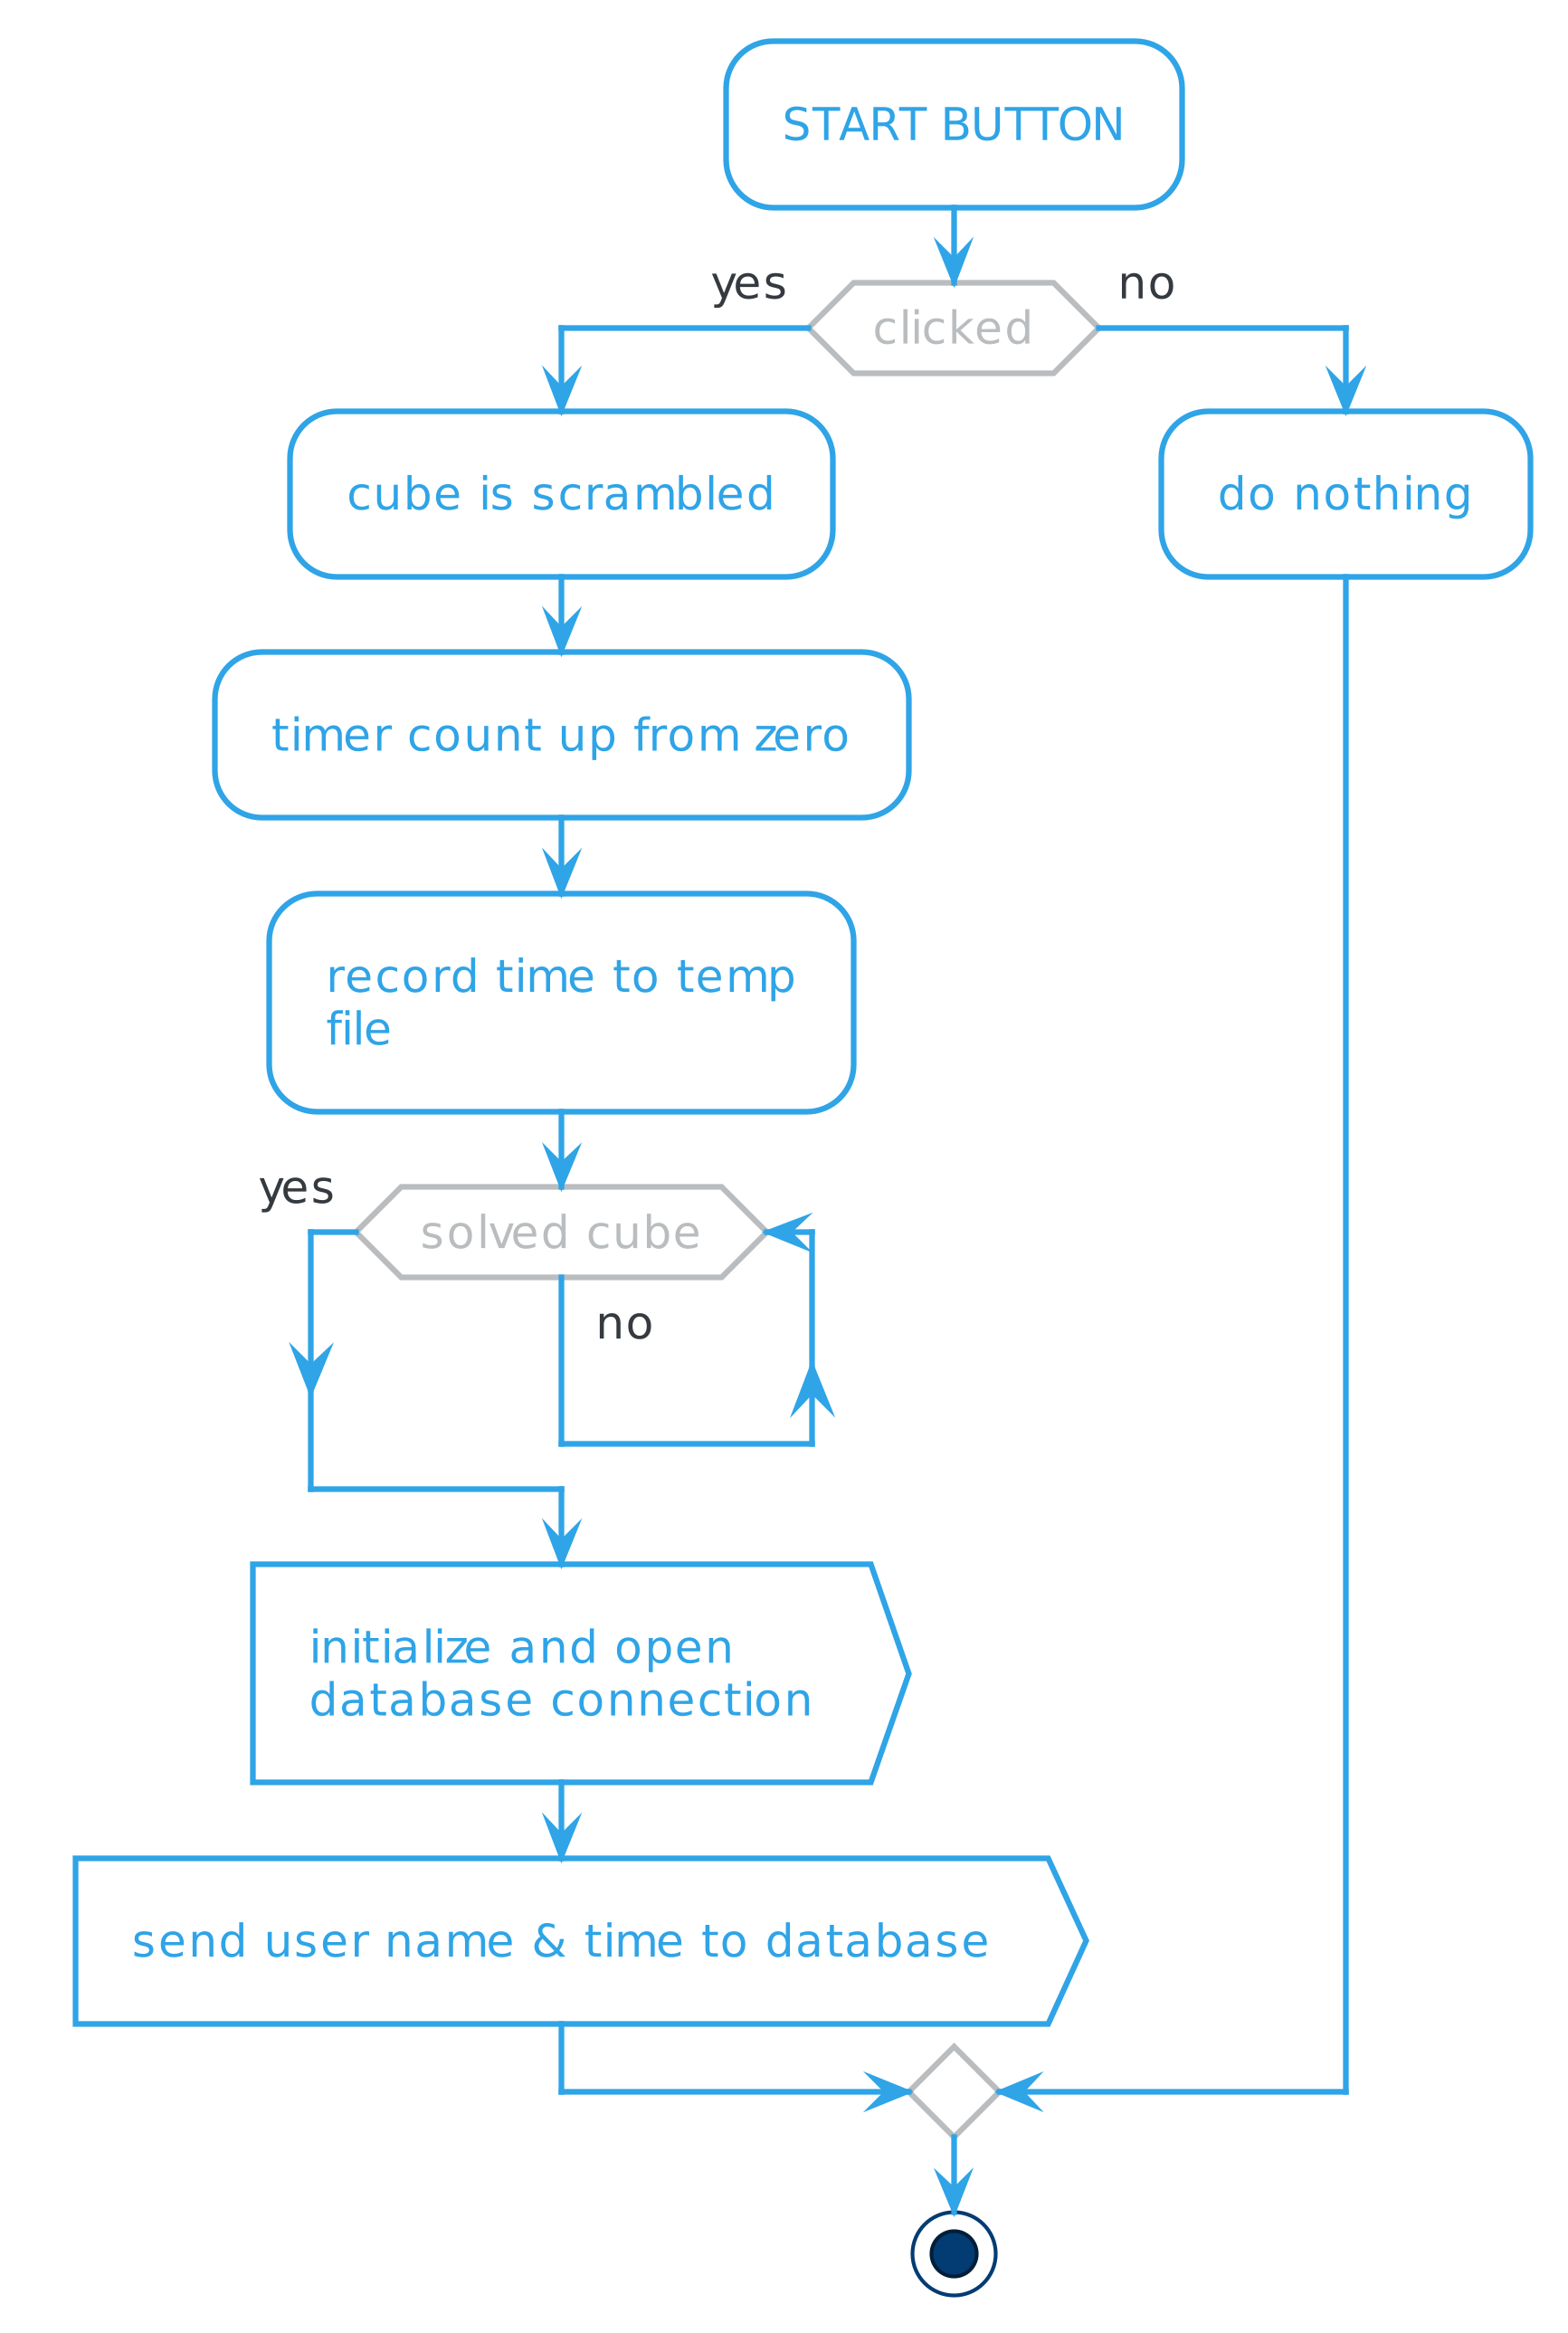 START BUTTON
yes
clicked
no
cube is scrambled
do nothing
timer count up from zero
record time to temp
file
yes
solved cube
no
initialize and open
database connection
send user name & time to database